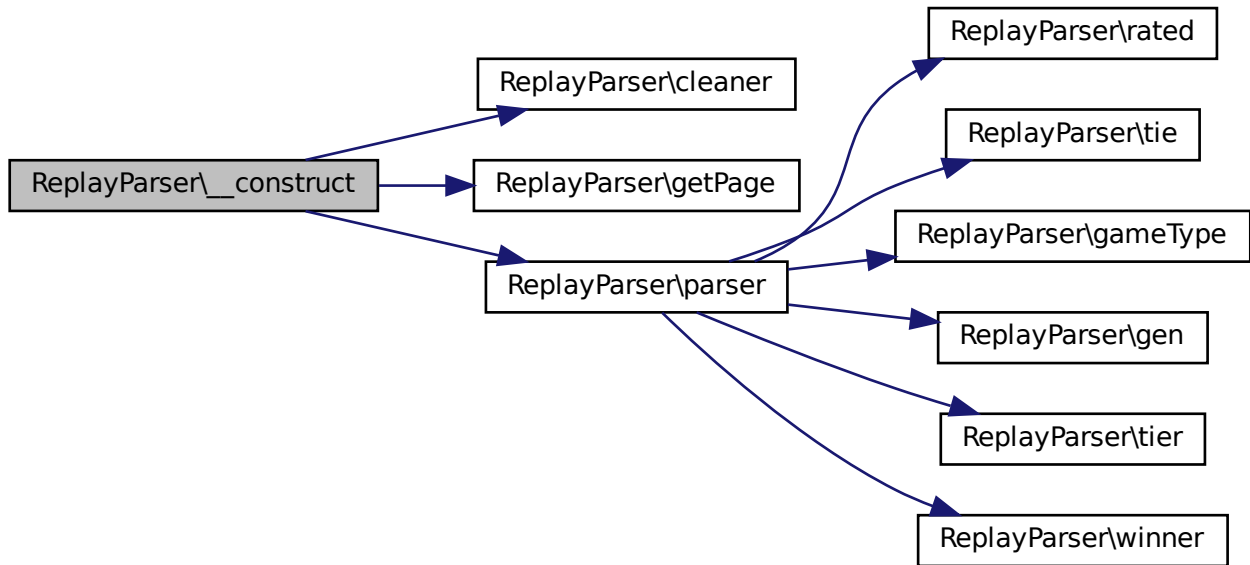 ReplayParser\__construct
ReplayParser\cleaner
ReplayParser\getPage
ReplayParser\parser
ReplayParser\rated
ReplayParser\tie
ReplayParser\gameType
ReplayParser\gen
ReplayParser\tier
ReplayParser\winner